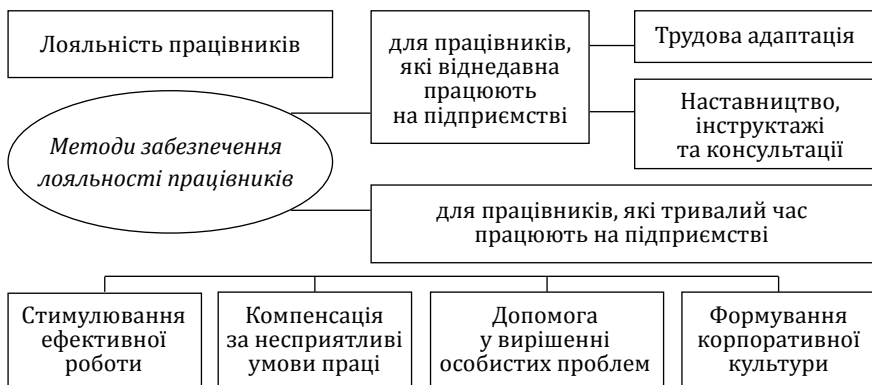 Лояльність працівників
для працівників,
які віднедавна
працюють
на підприємстві
Трудова адаптація
Наставництво,
інструктажі
та консультації
Методи забезпечення
лояльності працівників
для працівників, які тривалий час
працюють на підприємстві
Стимулювання
ефективної
роботи
Компенсація
за несприятливі
умови праці
Допомога
у вирішенні
особистих проблем
Формування
корпоративної
культури